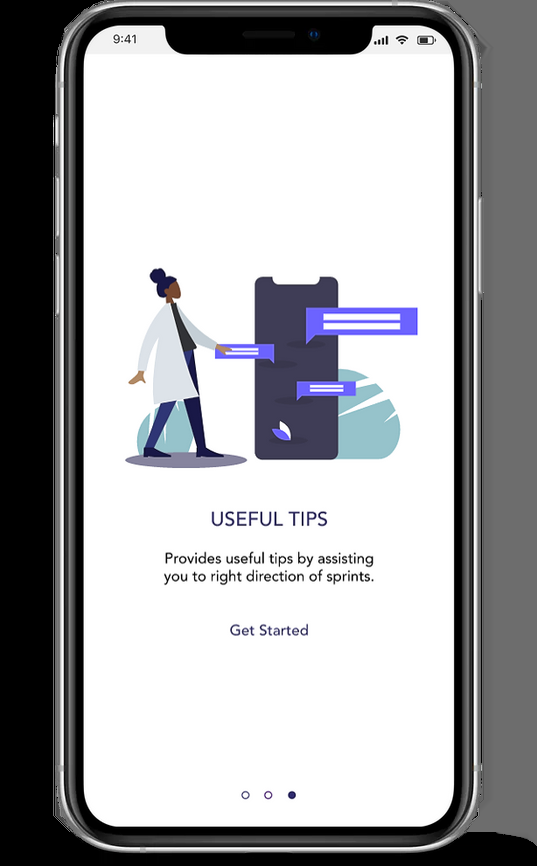 9:41
USEFUL TIPS
Provides useful tips by assisting
you to right direction of sprints.
Get Started